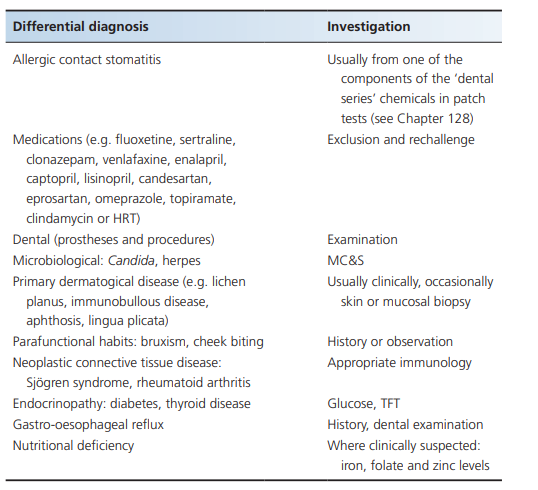 Differential diagnosis Investigation
Allergic contact stomatitis Usually from one of the
components of the ‘dental
series’ chemicals in patch
tests (see Chapter 128)
Medications (e.g. fluoxetine, sertraline, Exclusion and rechallenge
clonazepam, venlafaxine, enalapril,
captopril, lisinopril, candesartan,
eprosartan, omeprazole, topiramate,
clindamycin or HRT)
Dental (prostheses and procedures) Examination
Microbiological: Candida, herpes MC&S
Primary dermatogical disease (e.g. lichen Usually clinically, occasionally
planus, immunobullous disease, skin or mucosal biopsy
aphthosis, lingua plicata)
Parafunctional habits: bruxism, cheek biting History or observation
Neoplastic connective tissue disease: Appropriate immunology
Sjögren syndrome, rheumatoid arthritis
Endocrinopathy: diabetes, thyroid disease Glucose, TFT
Gastro-oesophageal reflux History, dental examination
Nutritional deficiency Where clinically suspected:
iron, folate and zinc levels